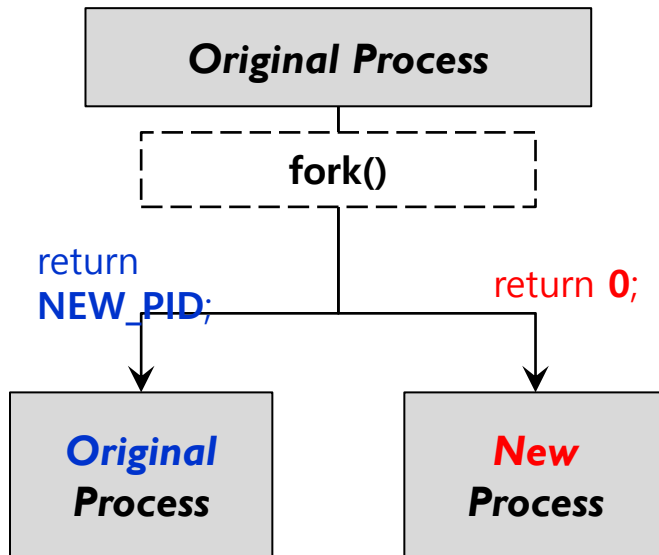 Original Process
fork()
return
NEW_PID;
return 0;
Original
Process
New
Process